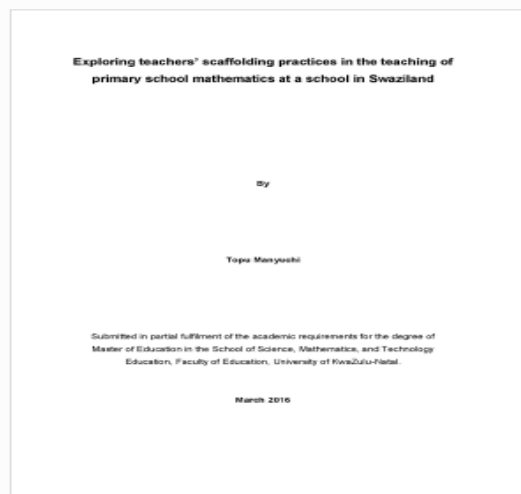 Exploring teachers' scaffolding practices in the teaching of
primary school mathematics at a school in Swaziland
By
Topu Manyuchi
Submitted in partial fulfilment of the academic requirements for the degree of
Master of Education in the School of Science, Mathematics, and Technology
Education, Faculty of Education, University of KwaZulu-Natal.
March 2016